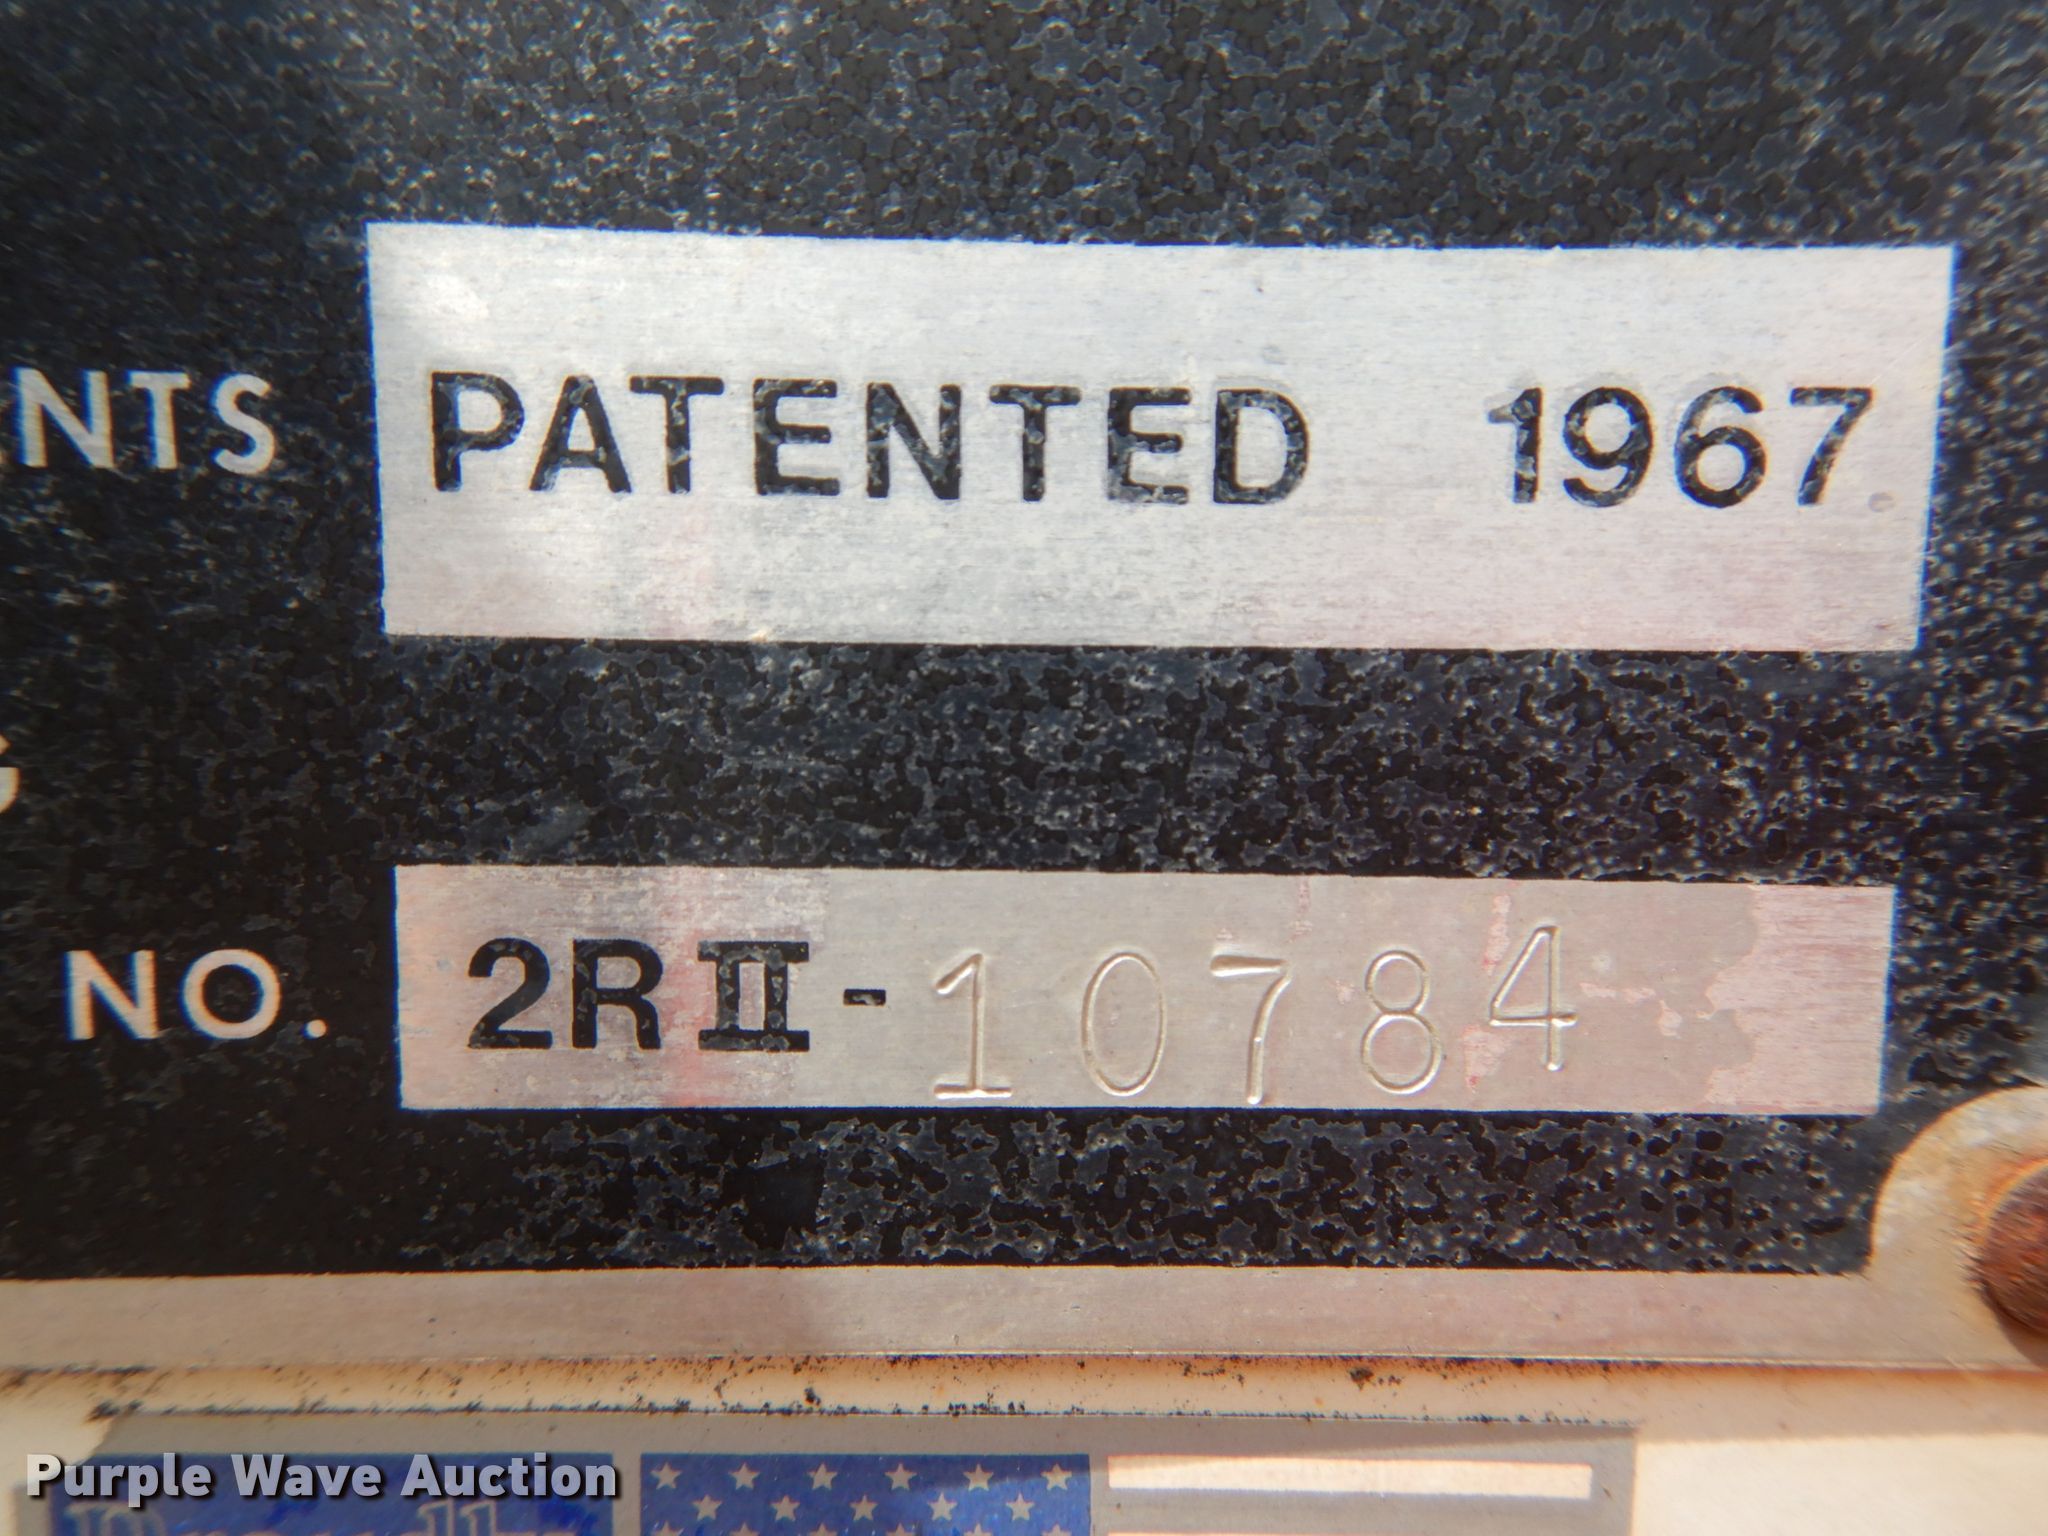 NTS PATENTED 1967
NO. 2RII-10784
Purple Wave Auction